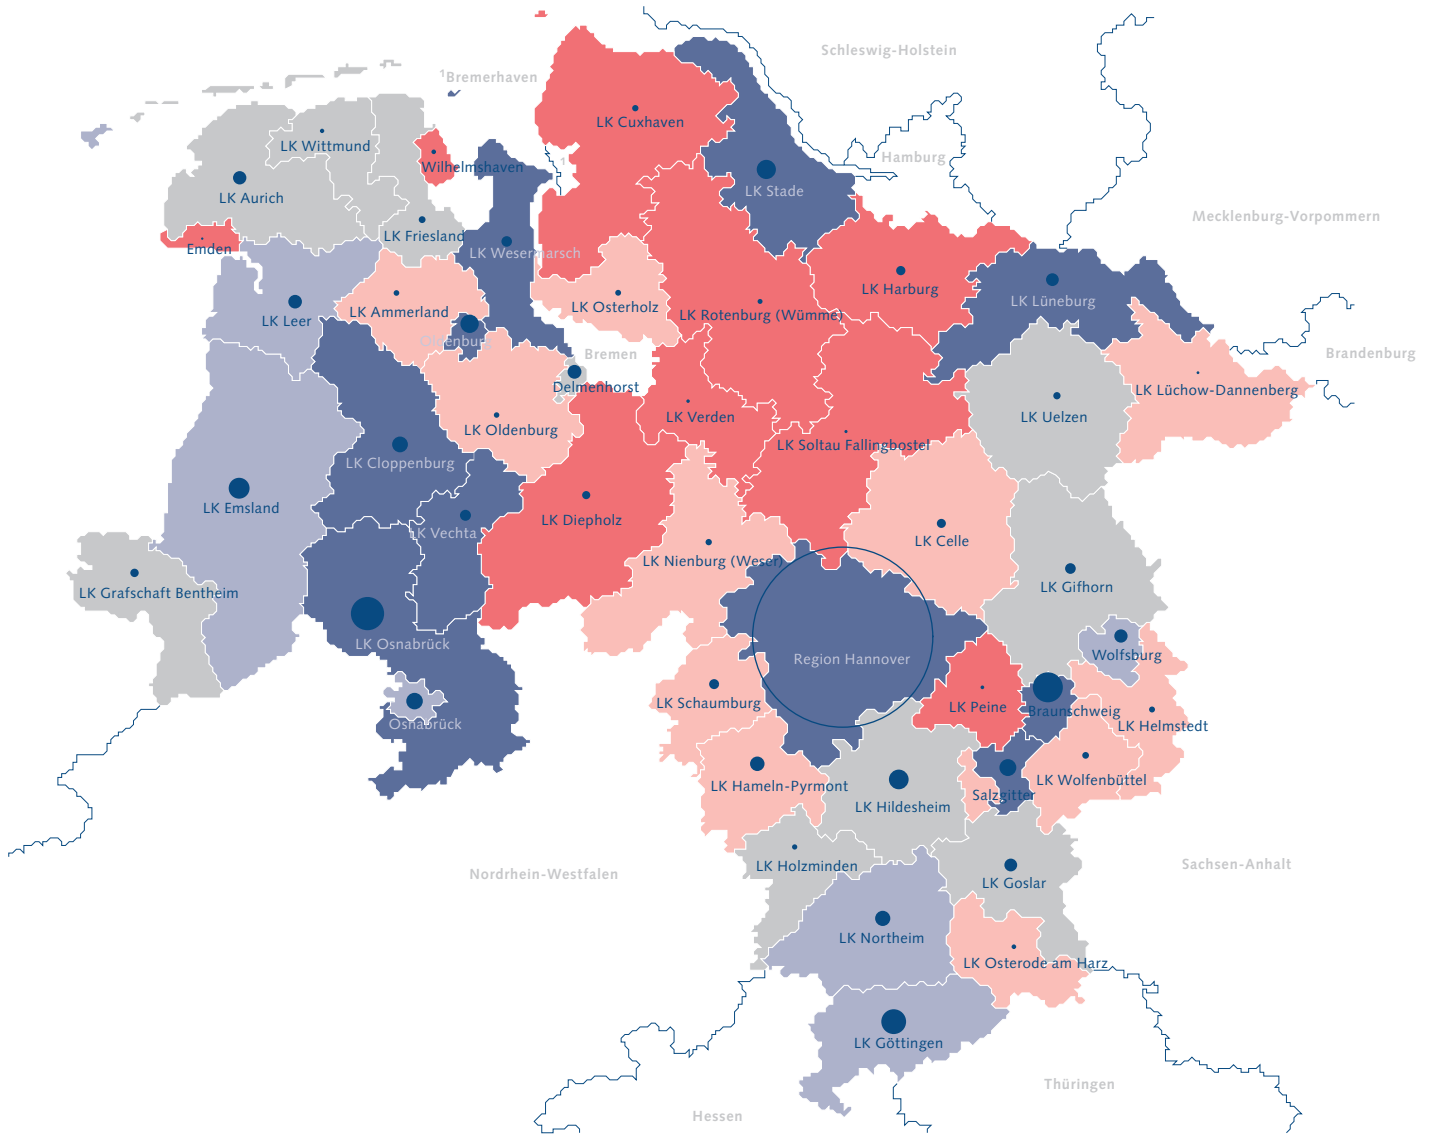 Schleswig-Holstein
¹Bremerhaven
LK Cuxhaven
LK Wittmund
Hamburg
1
Wilhelmshaven
LK Stade
LK Aurich
Mecklenburg-Vorpommern
LK Friesland
Emden
LK Wesermarsch
LK Harburg
LK Lüneburg
LK Osterholz
LK Ammerland
LK Rotenburg (Wümme)
LK Leer
Oldenburg
Bremen
Brandenburg
Delmenhorst
LK Lüchow-Dannenberg
LK Verden
LK Uelzen
LK Oldenburg
LK Soltau Fallingbostel
LK Cloppenburg
LK Emsland
LK Diepholz
LK Vechta
LK Celle
LK Nienburg (Weser)
LK Gifhorn
LK Grafschaft Bentheim
LK Osnabrück
Wolfsburg
Region Hannover
LK Schaumburg
LK Peine
Braunschweig
Osnabrück
LK Helmstedt
LK Wolfenbüttel
LK Hameln-Pyrmont
Salzgitter
LK Hildesheim
LK Holzminden
Sachsen-Anhalt
Nordrhein-Westfalen
LK Goslar
LK Northeim
LK Osterode am Harz
LK Göttingen
Thüringen
Hessen